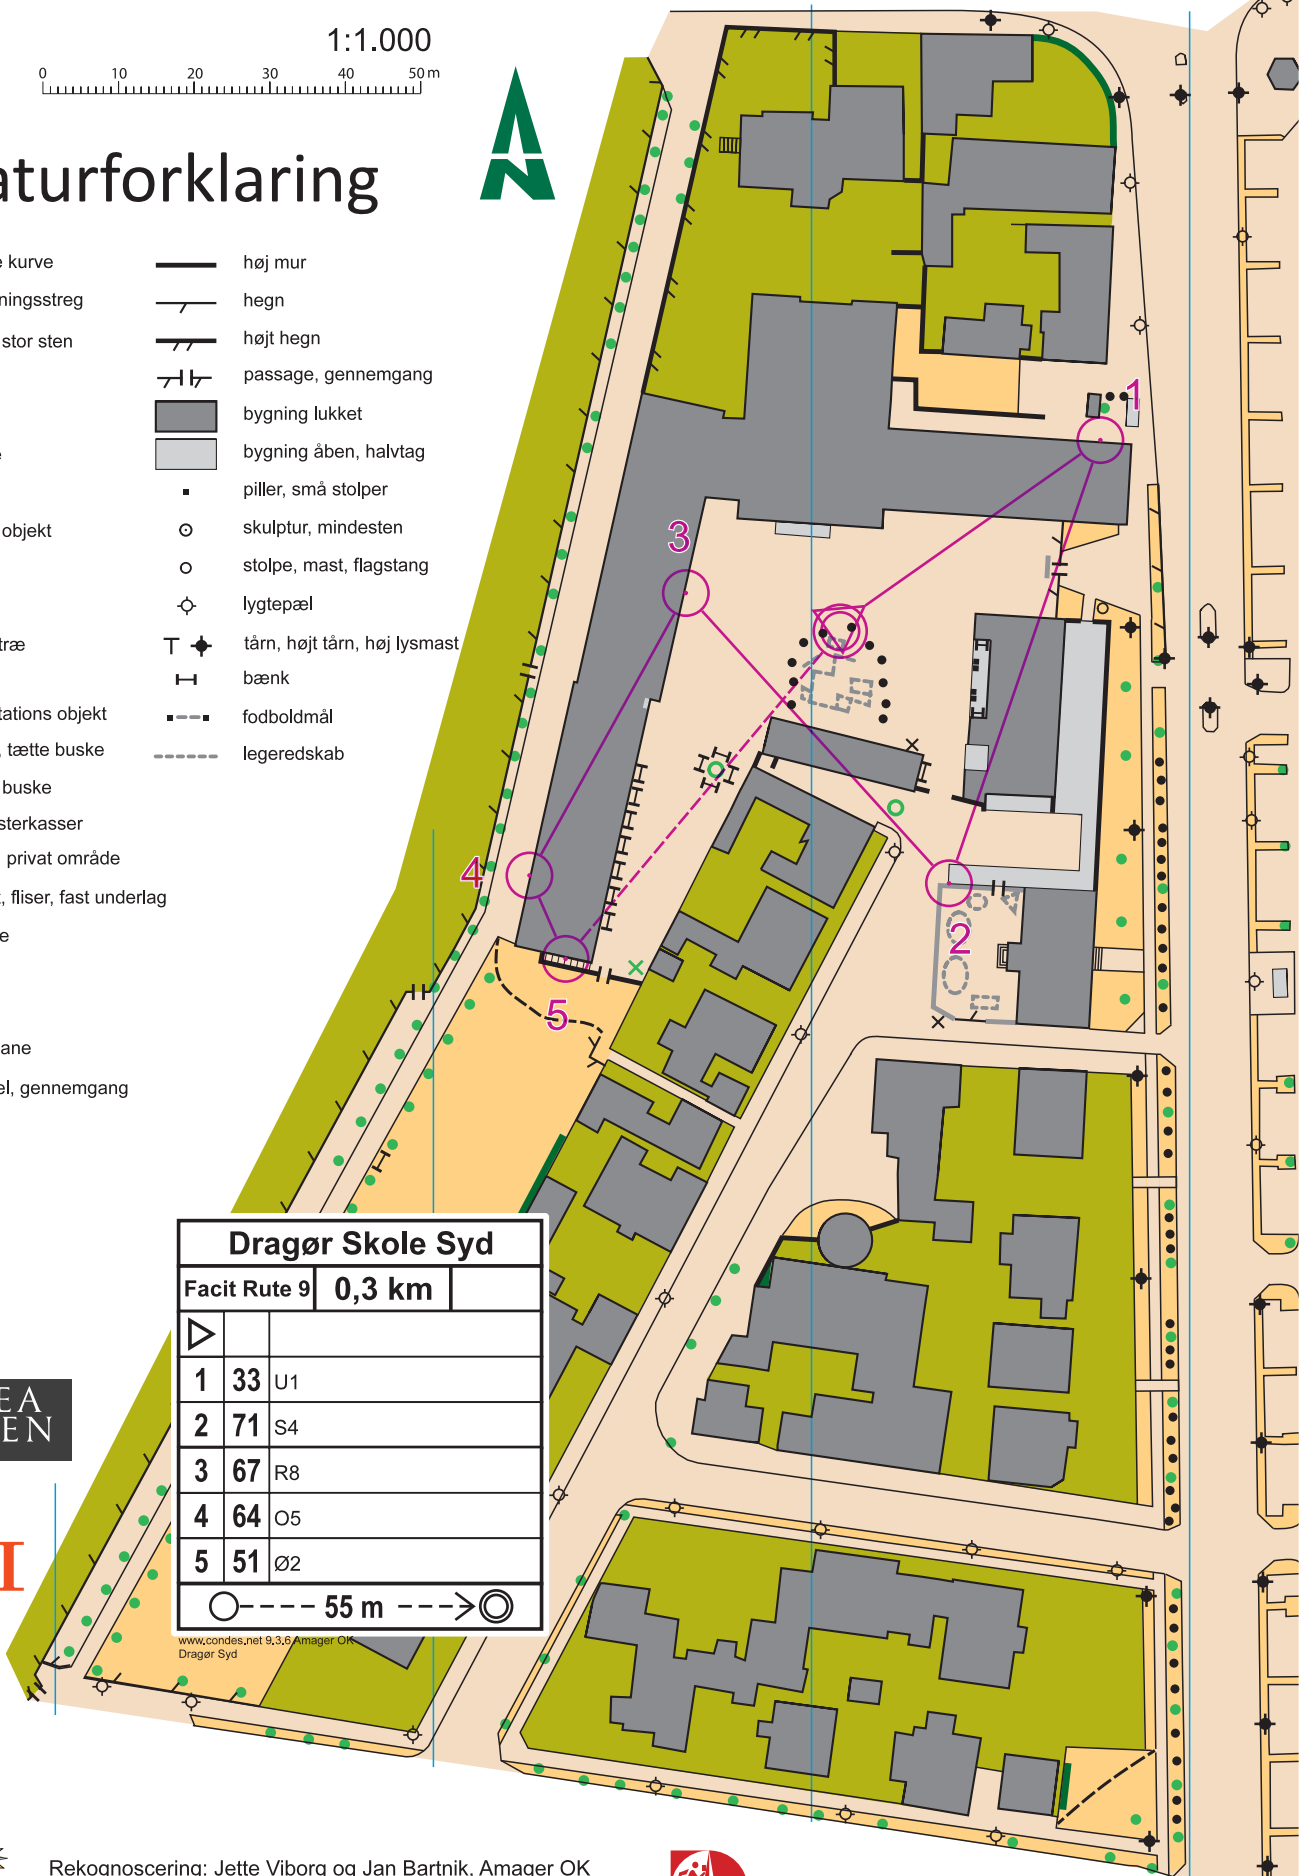 1:1.000
0 10 20 30 40 50 m
aturforklaring
e kurve
ningsstreg
stor sten
e
objekt
træ
tations objekt
, tætte buske
buske
sterkasser
privat område
t, fliser, fast underlag
e
ane
el, gennemgang
høj mur
hegn
højt hegn
passage, gennemgang
bygning lukket
bygning åben, halvtag
piller, små stolper
skulptur, mindesten
stolpe, mast, flagstang
lygtepæl
tårn, højt tårn, høj lysmast
bænk
fodboldmål
legeredskab
1
3
4
2
5
Dragør Skole Syd
Facit Rute 9 0,3 km
1 33 U1
2 71 S4
3 67 R8
4 64 O5
5 51 Ø2
55 m
www.condes.net 9.3.6 Amager OK
Dragør Syd
EA
EN
I
Rekognoscering: Jette Viborg og Jan Bartnik, Amager OK